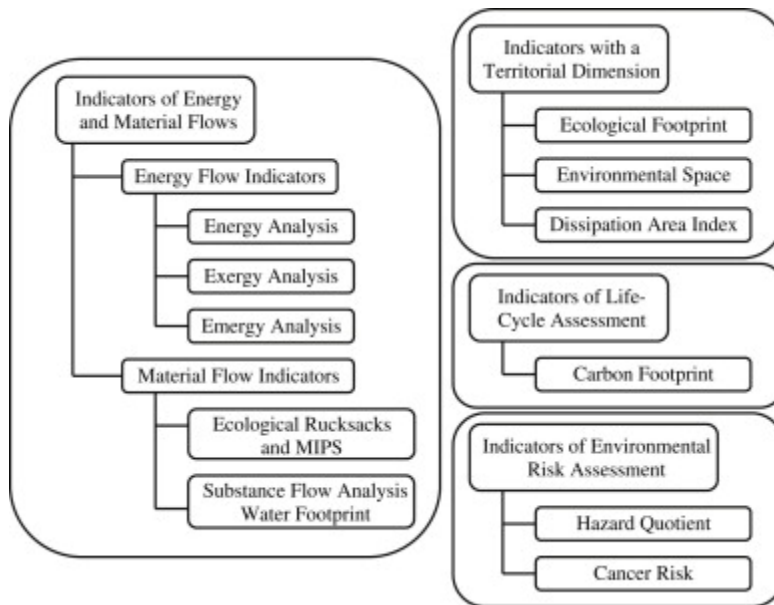 Indicators of Energy
and Material Flows
Energy Flow Indicators
Energy Analysis
Exergy Analysis
Emergy Analysis
Material Flow Indicators
Ecological Rucksacks
and MIPS
Substance Flow Analysis
Water Footprint
Indicators with a
Territorial Dimension
Ecological Footprint
Environmental Space
Dissipation Area Index
Indicators of Life-
Cycle Assessment
Carbon Footprint
Indicators of Environmental
Risk Assessment
Hazard Quotient
Cancer Risk